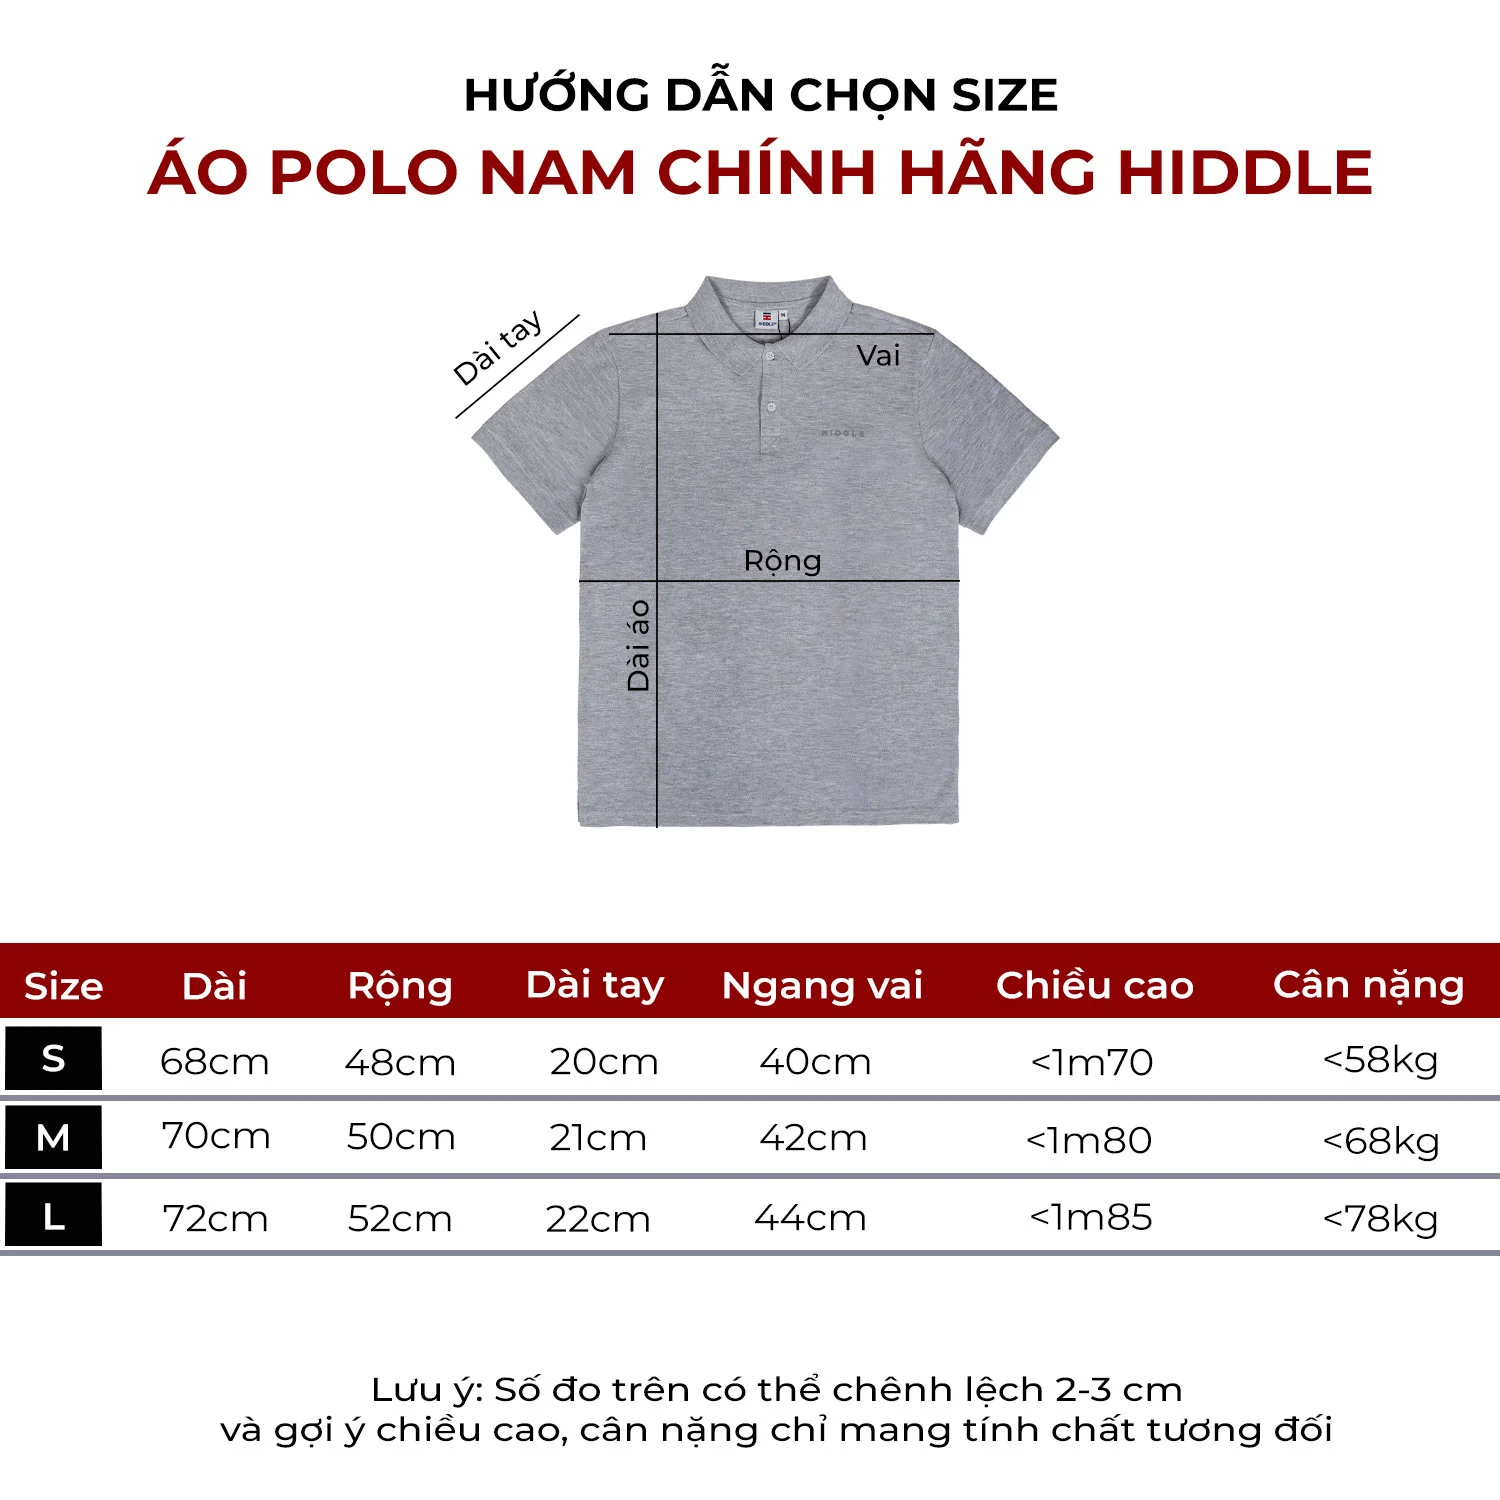 HƯỚNG DẪN CHỌN SIZE
ÁO POLO NAM CHÍNH HÃNG HIDDLE
HIDDLE
M
Dài tay
Vai
HIDDLE
Rộng
Dài áo
Size Dài Rộng Dài tay Ngang vai Chiều cao Cân nặng
S 68cm 48cm 20cm 40cm <1m70 <58kg
M 70cm 50cm 21cm 42cm <1m80 <68kg
L 72cm 52cm 22cm 44cm <1m85 <78kg
Lưu ý: Số đo trên có thể chênh lệch 2-3 cm
và gợi ý chiều cao, cân nặng chỉ mang tính chất tương đối